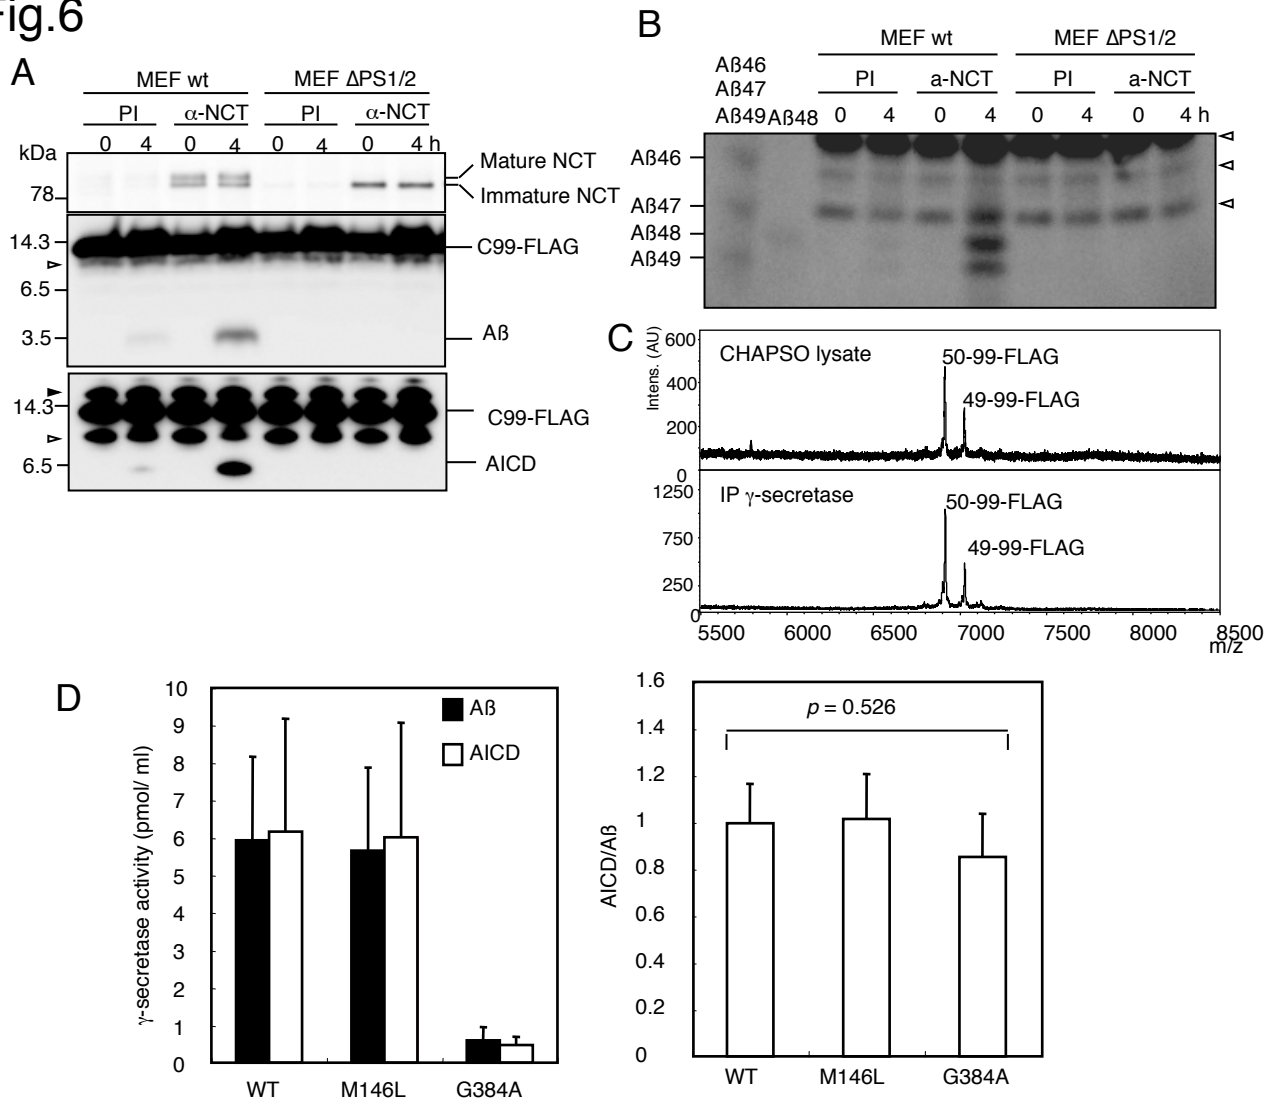 Fig.6
A
MEF wt
MEF ΔPS1/2
PI
α-NCT
PI
α-NCT
0 4 0 4 0 4 0 4 h
kDa
Mature NCT
Immature NCT
78
14.3
C99-FLAG
6.5
3.5
Aß
14.3
C99-FLAG
6.5
AICD
B
MEF wt
MEF ΔPS1/2
Aß46
Aß47
Aß49 Aß48
PI
a-NCT
PI
a-NCT
0 4 0 4 0 4 0 4 h
Aß46
Aß47
Aß48
Aß49
C
Intens. (AU)
600
400
200
0
CHAPSO lysate
50-99-FLAG
49-99-FLAG
1250
750
250
0
IP γ-secretase
50-99-FLAG
49-99-FLAG
5500 6000 6500 7000 7500 8000 8500
m/z
D
γ-secretase activity (pmol/ ml)
10
9
8
7
6
5
4
3
2
1
0
Aß
AICD
WT M146L G384A
AICD/Aß
1.6
1.4
1.2
1
0.8
0.6
0.4
0.2
0
p = 0.526
WT M146L G384A